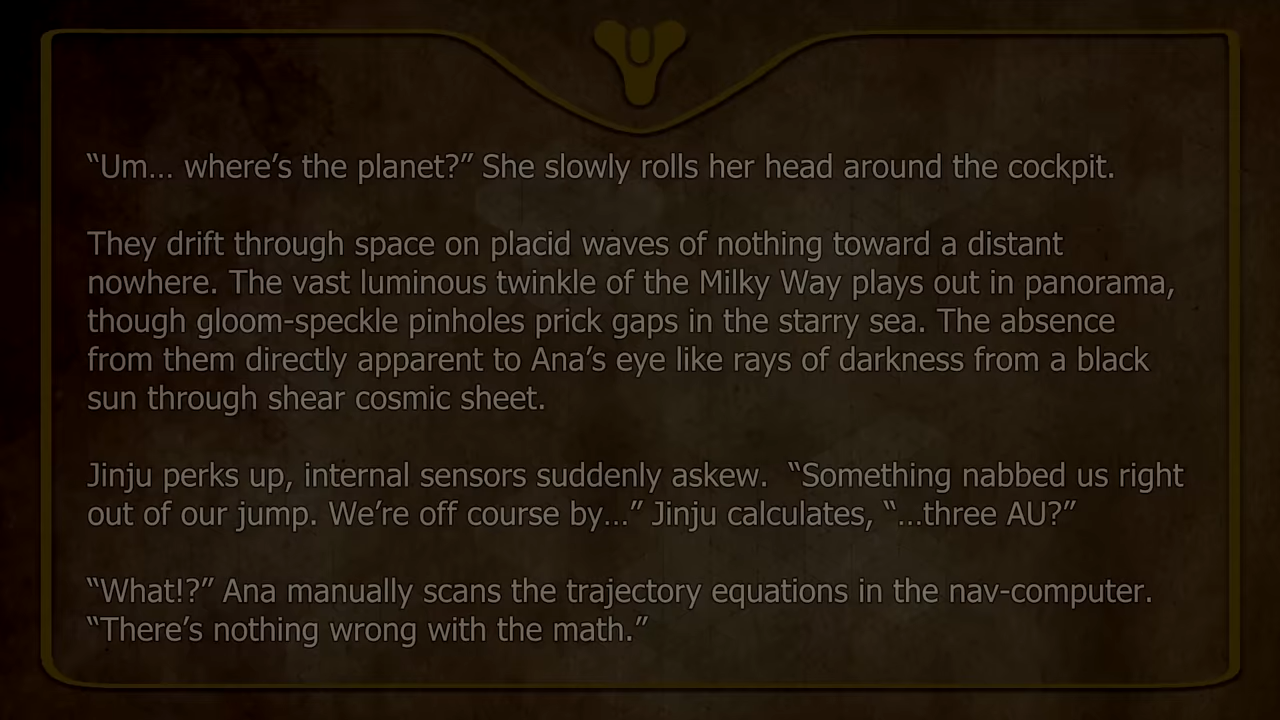 “Um… where’s the planet?” She slowly rolls her head around the cockpit.
They drift through space on placid waves of nothing toward a distant
nowhere. The vast luminous twinkle of the Milky Way plays out in panorama,
though gloom-speckle pinholes prick gaps in the starry sea. The absence
from them directly apparent to Ana’s eye like rays of darkness from a black
sun through shear cosmic sheet.
Jinju perks up, internal sensors suddenly askew.  “Something nabbed us right
out of our jump. We’re off course by…” Jinju calculates, “…three AU?”
“What!?” Ana manually scans the trajectory equations in the nav-computer.
“There’s nothing wrong with the math.”